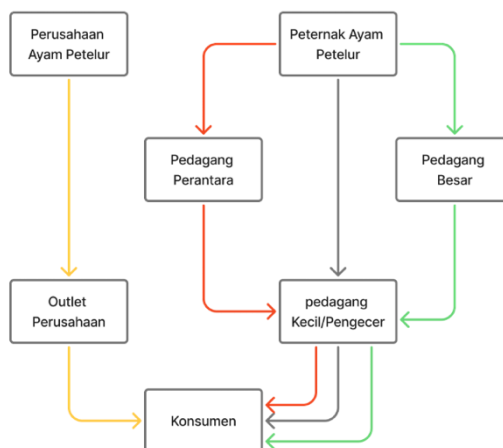 Perusahaan
Ayam Petelur
Peternak Ayam
Petelur
Pedagang
Perantara
Pedagang
Besar
Outlet
Perusahaan
pedagang
Kecil/Pengecer
Konsumen